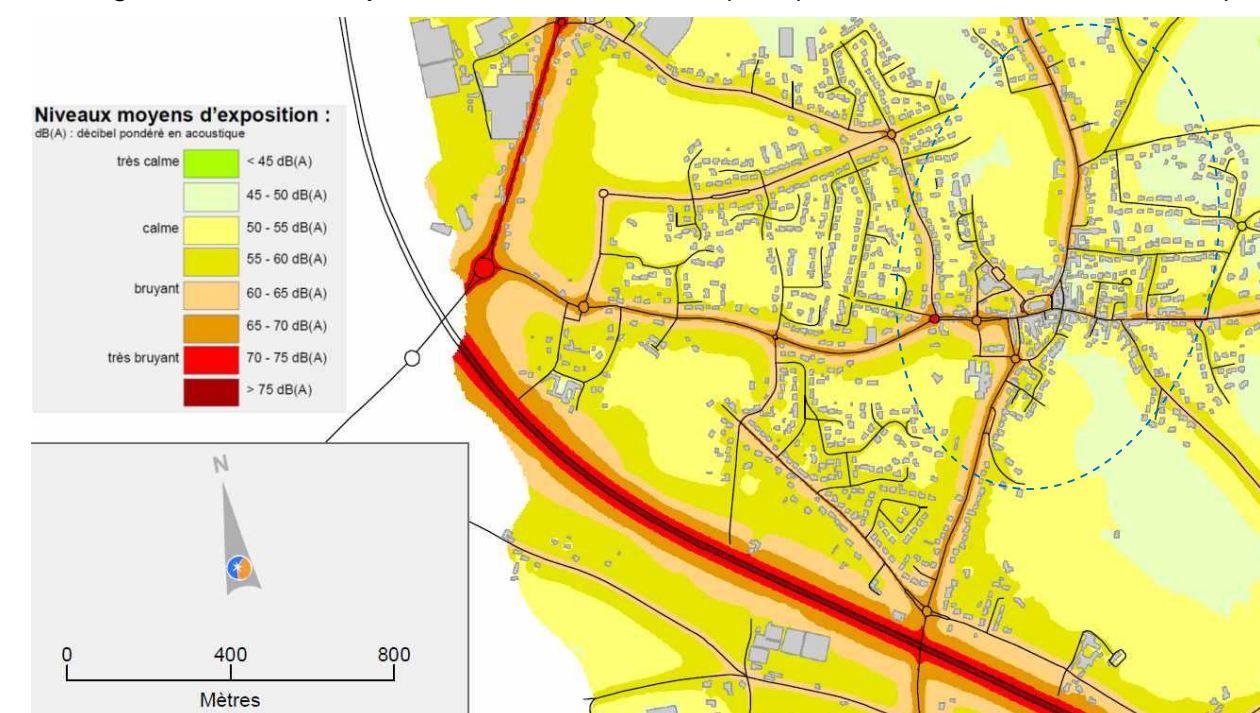 Niveaux moyens d'exposition :
dB(A) : décibel pondéré en acoustique
très calme < 45 dB(A)
45 - 50 dB(A)
calme 50 - 55 dB(A)
55 - 60 dB(A)
bruyant 60 - 65 dB(A)
65 - 70 dB(A)
très bruyant 70 - 75 dB(A)
> 75 dB(A)
N
0 400 800
Mètres